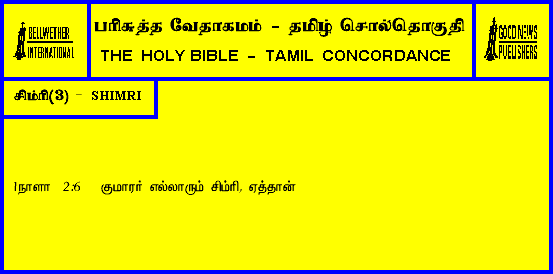 BELLWETHER
INTERNATIONAL
பரிசுத்த வேதாகமம் - தமிழ் சொல்தொகுதி
THE HOLY BIBLE - TAMIL CONCORDANCE
GOOD NEWS
PUBLISHERS
சிம்ரி(3) - SHIMRI
1நாளா 2:6 குமாரர் எல்லாரும் சிம்ரி, ஏத்தான்